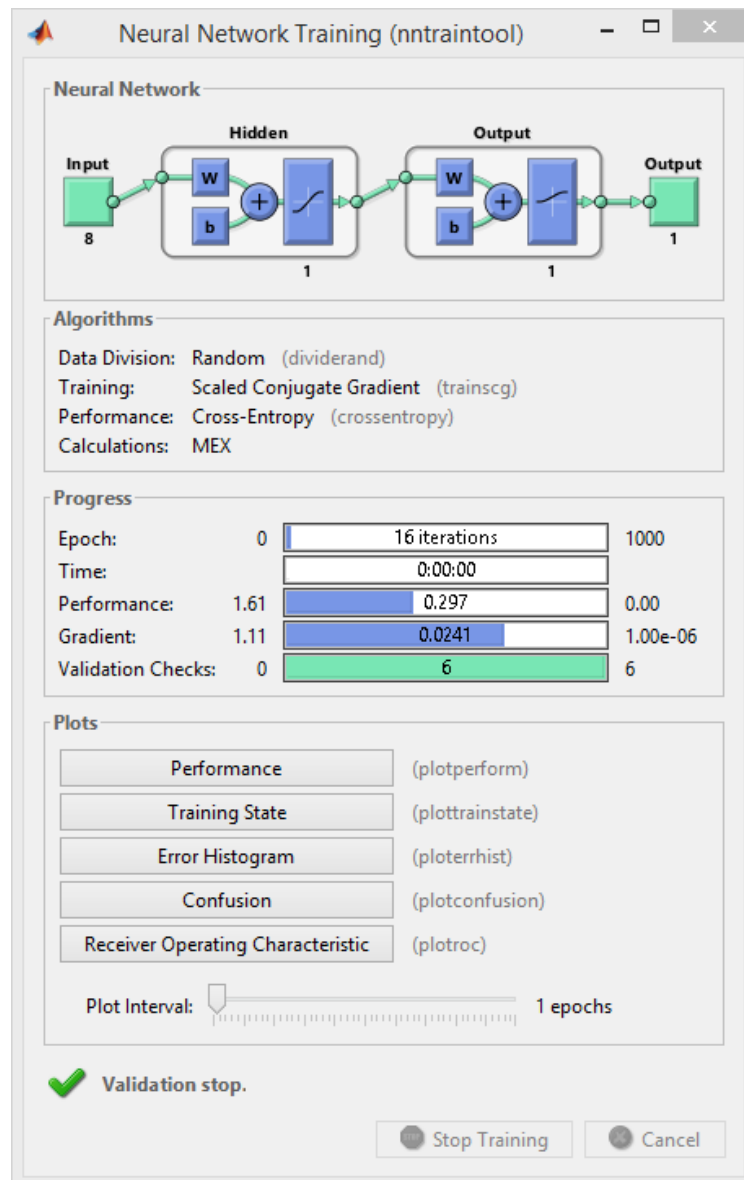 Neural Network Training (nntraintool)
Neural Network
Hidden Output
Input Output
W W
+ +
b b
8 1
1 1
Algorithms
Data Division: Random (dividerand)
Training: Scaled Conjugate Gradient (trainscg)
Performance: Cross-Entropy (crossentropy)
Calculations: MEX
Progress
Epoch: 0 16 iterations 1000
Time: 0:00:00
Performance: 1.61 0.297 0.00
Gradient: 1.11 0.0241 1.00e-06
Validation Checks: 0 6 6
Plots
Performance (plotperform)
Training State (plottrainstate)
Error Histogram (ploterrhist)
Confusion (plotconfusion)
Receiver Operating Characteristic (plotroc)
Plot Interval: 1 epochs
Validation stop.
STOP Stop Training Cancel